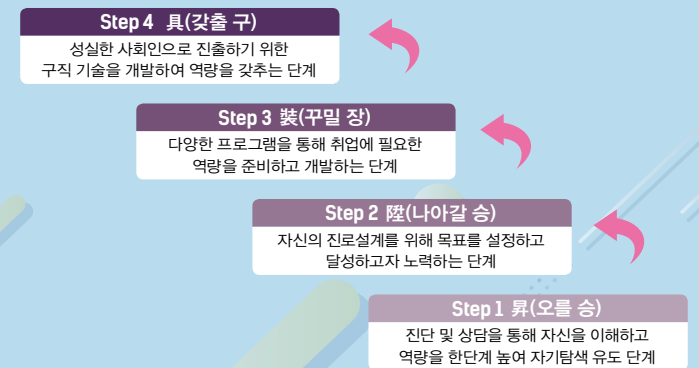 Step 4 具(갖출 구)
성실한 사회인으로 진출하기 위한
구직 기술을 개발하여 역량을 갖추는 단계
Step 3 裝(꾸밀 장)
다양한 프로그램을 통해 취업에 필요한
역량을 준비하고 개발하는 단계
Step 2 陞(나아갈 승)
자신의 진로설계를 위해 목표를 설정하고
달성하고자 노력하는 단계
Step 1 昇(오를 승)
진단 및 상담을 통해 자신을 이해하고
역량을 한단계 높여 자기탐색 유도 단계